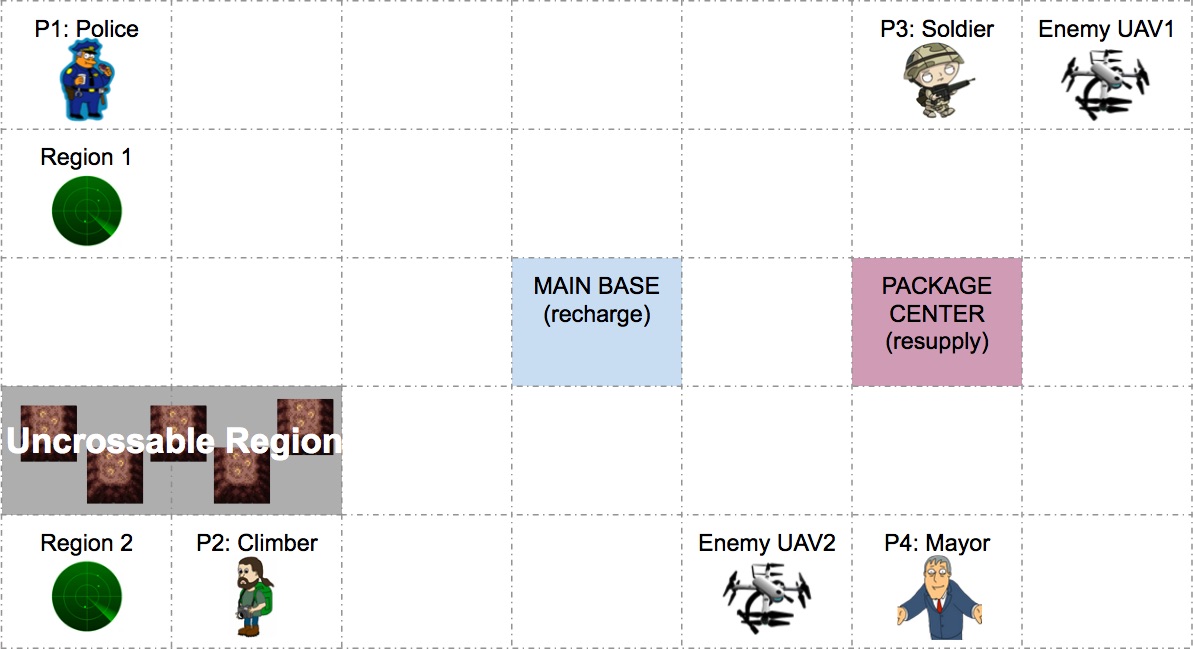 P1: Police
P3: Soldier
Enemy UAV1
Region 1
MAIN BASE
(recharge)
PACKAGE
CENTER
(resupply)
Uncrossable Region
Region 2
P2: Climber
Enemy UAV2
P4: Mayor